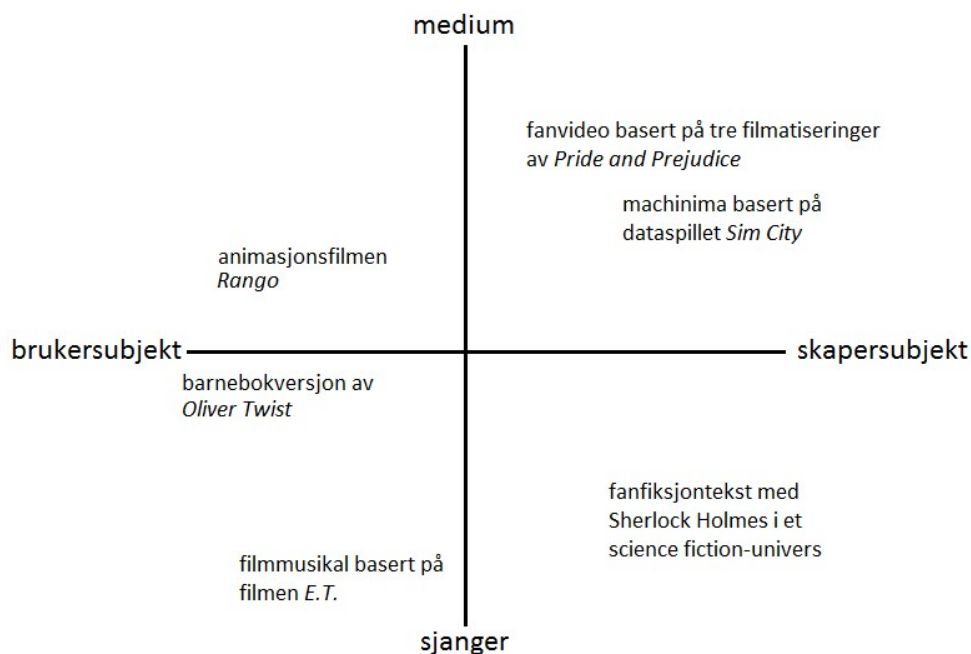 medium
fanvideo basert på tre filmatiseringer
av Pride and Prejudice
machinima basert på
dataspillet Sim City
animasjonsfilmen
Rango
brukersubjekt
skapersubjekt
barnebokversjon av
Oliver Twist
fanfiksjontekst med
Sherlock Holmes i et
science fiction-univers
filmmusikal basert på
filmen E.T.
sjanger